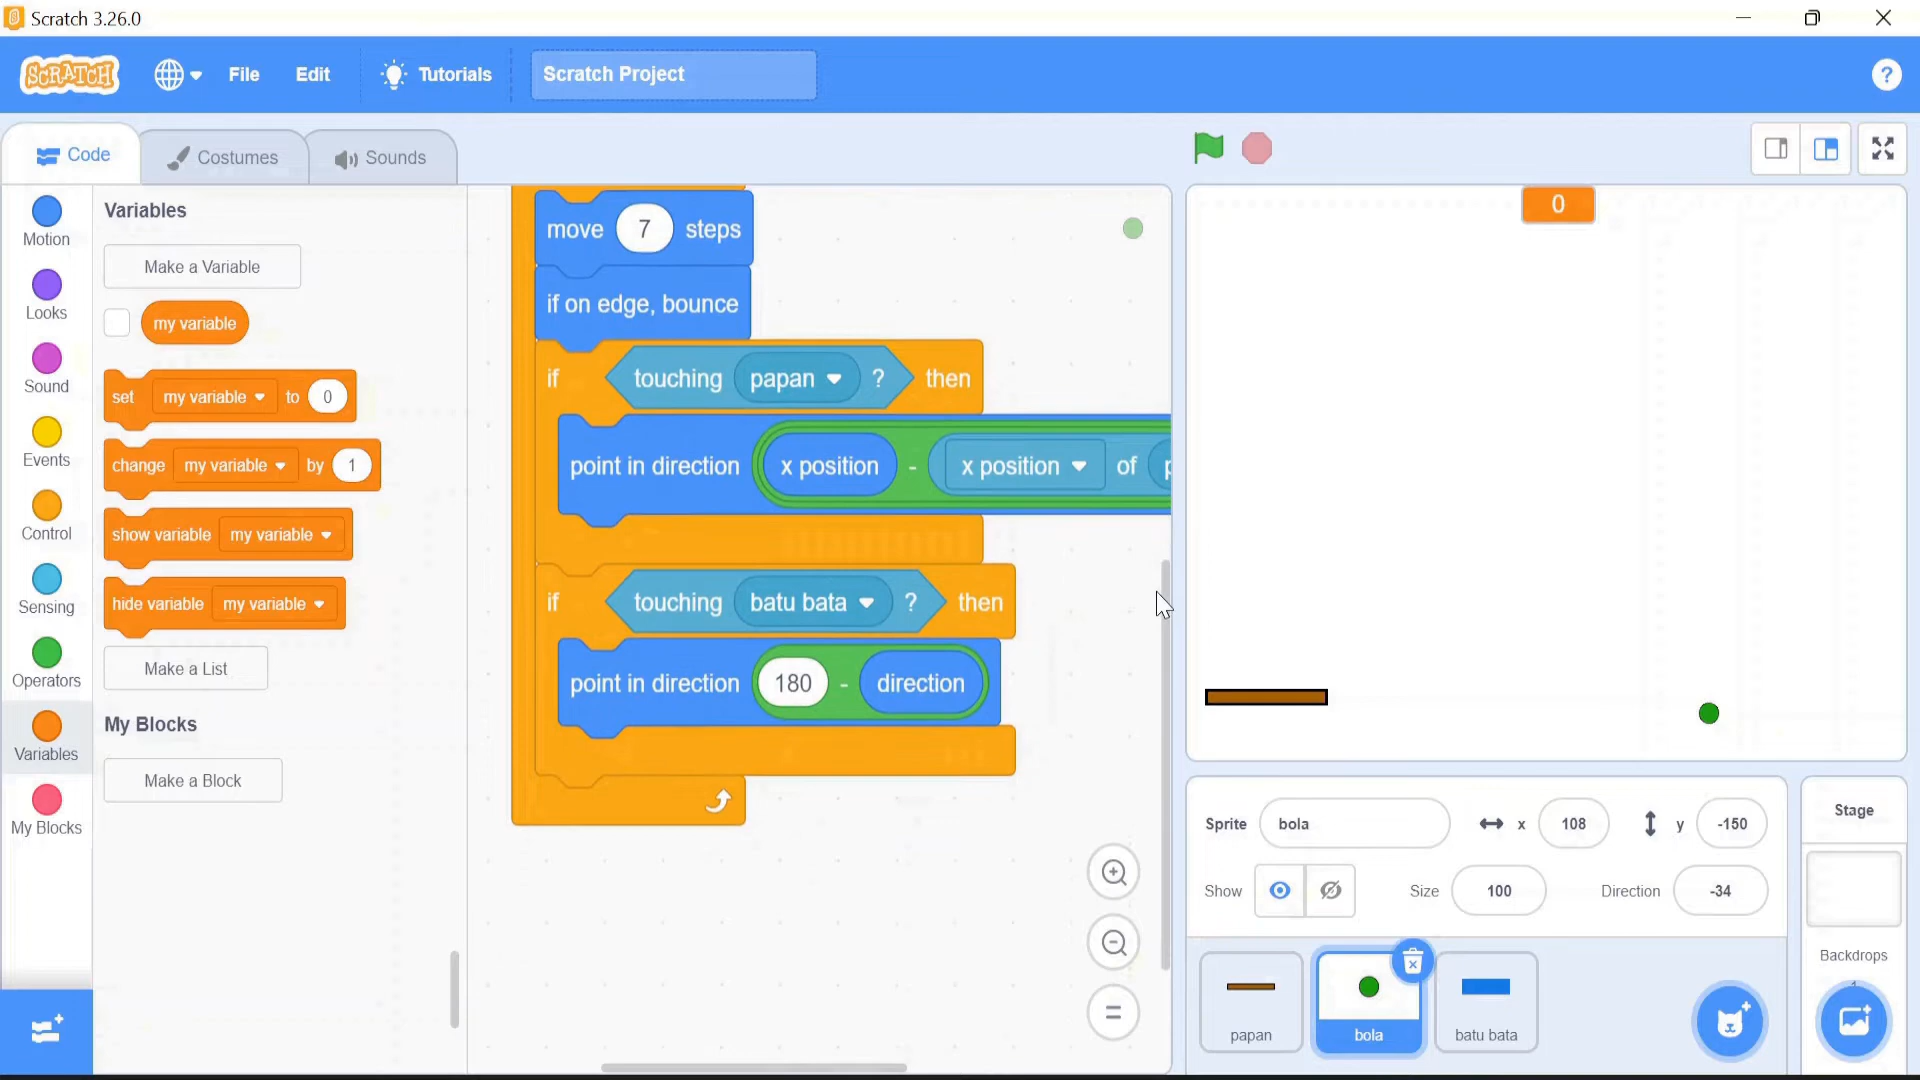 Scratch 3.26.0
SCRATCH File Edit Tutorials Scratch Project ?
Code Costumes Sounds
Motion
Looks
Sound
Events
Control
Sensing
Operators
Variables
My Blocks
Variables
Make a Variable
my variable
set my variable to 0
change my variable by 1
show variable my variable
hide variable my variable
Make a List
My Blocks
Make a Block
move 7 steps
if on edge, bounce
if touching papan ? then
point in direction x position - x position of
if touching batu bata ? then
point in direction 180 - direction
0
Sprite bola x 108 y -150
Show Size 100 Direction -34
papan
bola
batu bata
Stage
Backdrops